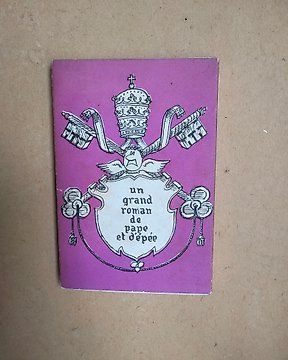 un
grand
roman
de
pape
et d'épée